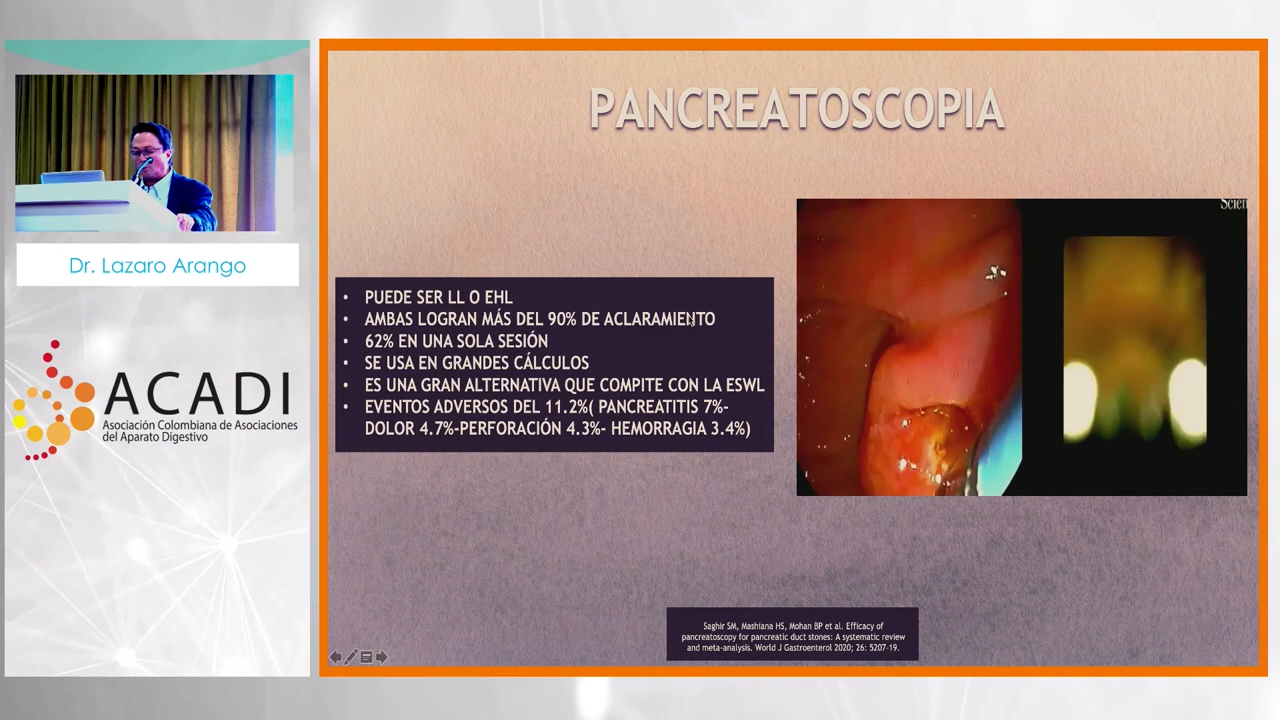 PANCREATOSCOPIA
Dr. Lazaro Arango
ACADI
Asociación Colombiana de Asociaciones
del Aparato Digestivo
• PUEDE SER LL O EHL
• AMBAS LOGRAN MÁS DEL 90% DE ACLARAMIENTO
• 62% EN UNA SOLA SESIÓN
• SE USA EN GRANDES CÁLCULOS
• ES UNA GRAN ALTERNATIVA QUE COMPITE CON LA ESWL
• EVENTOS ADVERSOS DEL 11.2%( PANCREATITIS 7%-
DOLOR 4.7%-PERFORACIÓN 4.3%- HEMORRAGIA 3.4%)
Scien
Saghir SM, Mashiana HS, Mohan BP et al. Efficacy of
pancreatoscopy for pancreatic duct stones: A systematic review
and meta-analysis. World J Gastroenterol 2020; 26: 5207-19.